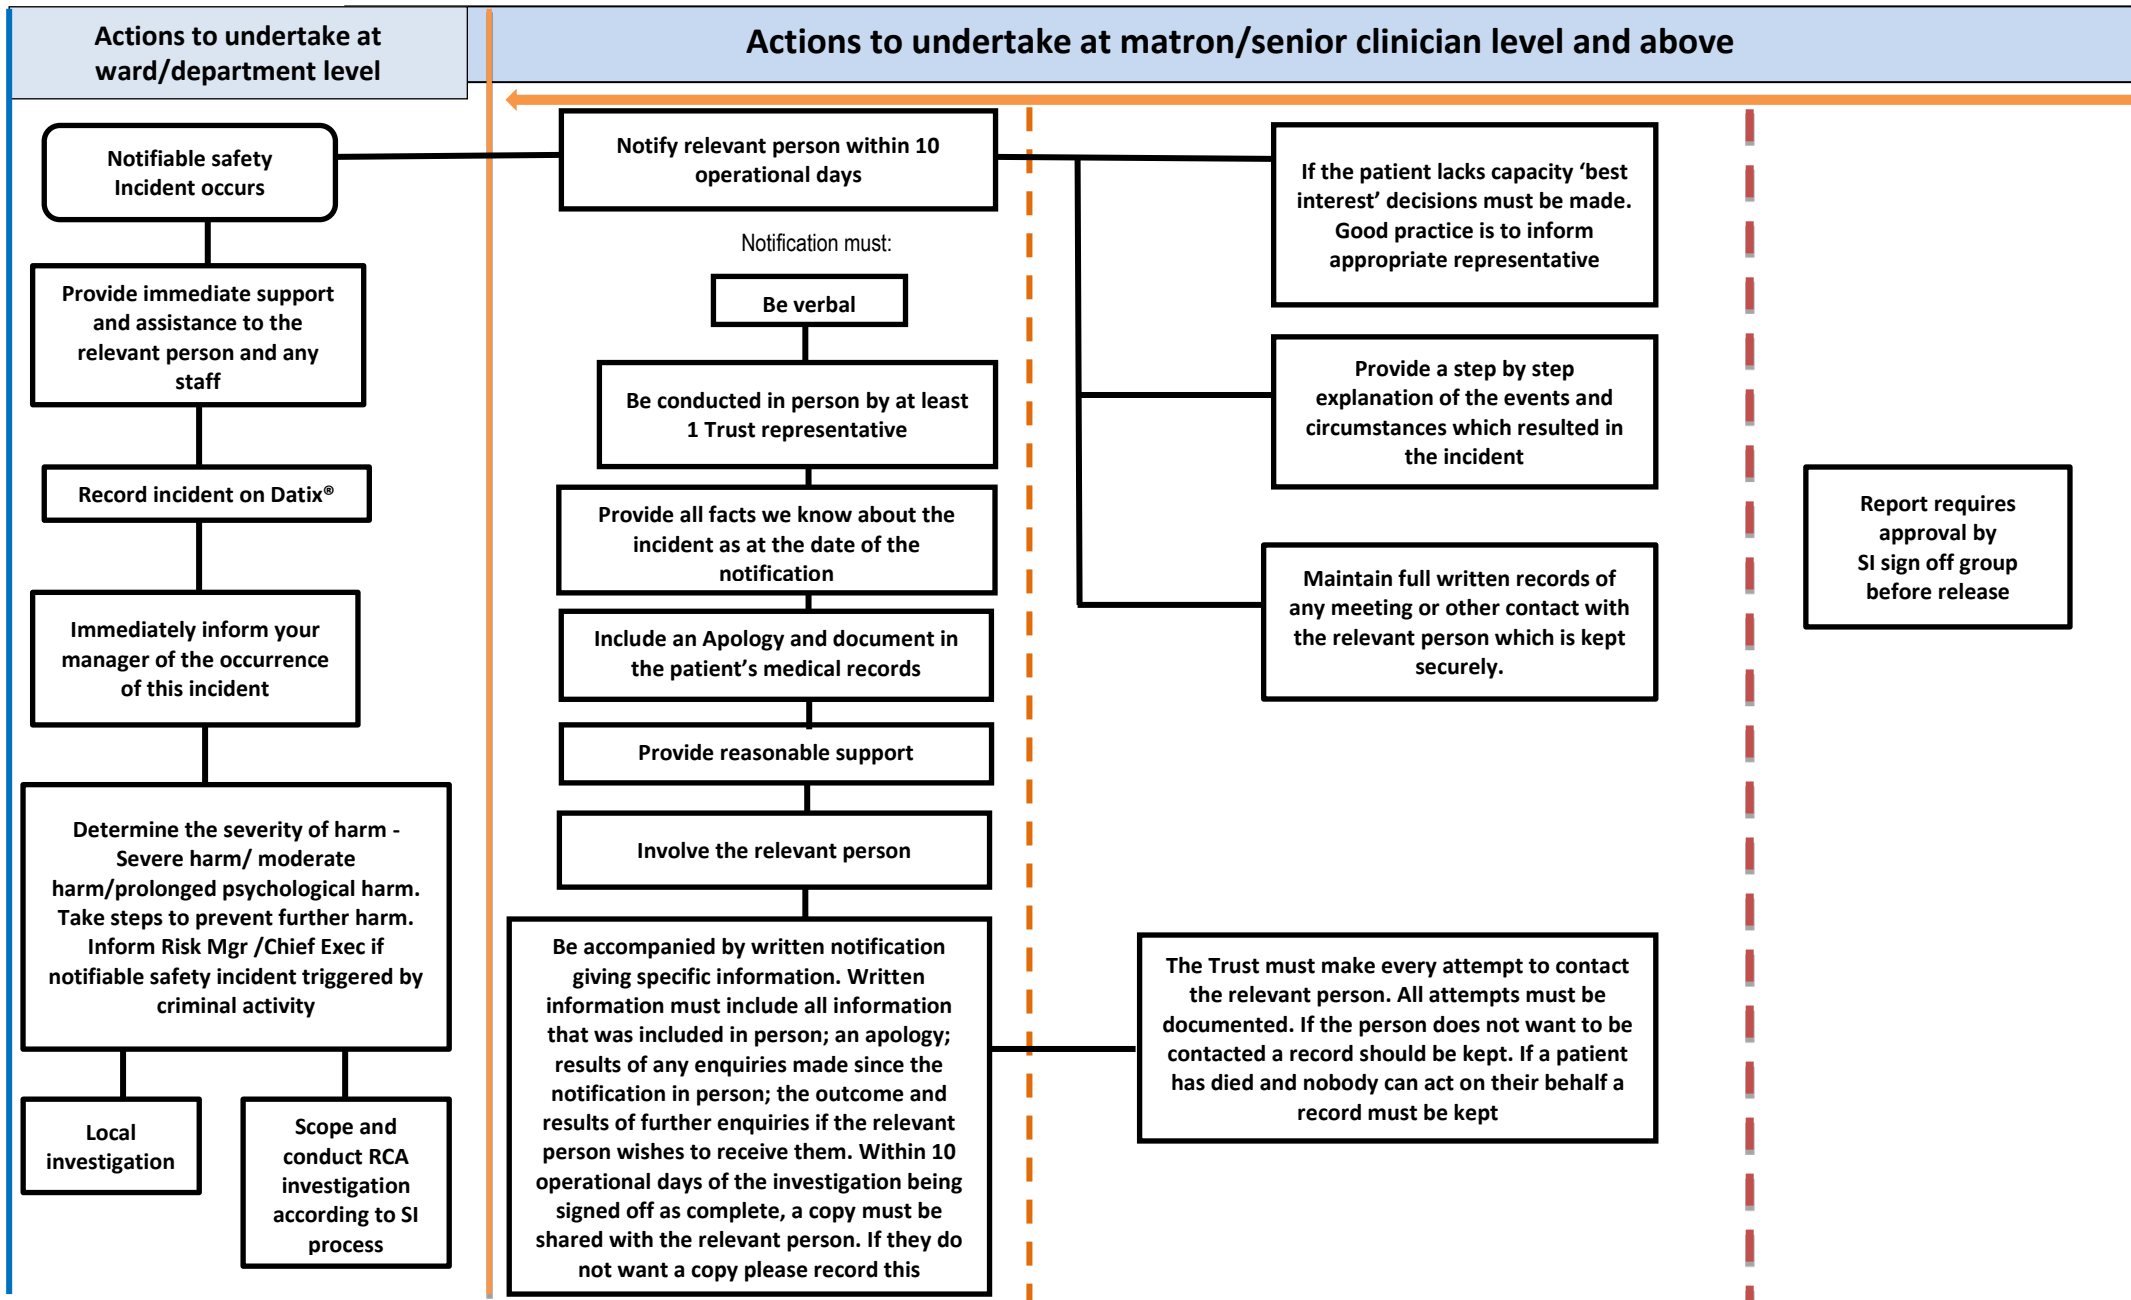 Actions to undertake at
ward/department level
Actions to undertake at matron/senior clinician level and above
Notifiable safety
Incident occurs
Provide immediate support
and assistance to the
relevant person and any
staff
Record incident on Datix®
Immediately inform your
manager of the occurrence
of this incident
Determine the severity of harm -
Severe harm/ moderate
harm/prolonged psychological harm.
Take steps to prevent further harm.
Inform Risk Mgr /Chief Exec if
notifiable safety incident triggered by
criminal activity
Local
investigation
Scope and
conduct RCA
investigation
according to SI
process
Notify relevant person within 10
operational days
Notification must:
Be verbal
Be conducted in person by at least
1 Trust representative
Provide all facts we know about the
incident as at the date of the
notification
Include an Apology and document in
the patient’s medical records
Provide reasonable support
Involve the relevant person
Be accompanied by written notification
giving specific information. Written
information must include all information
that was included in person; an apology;
results of any enquiries made since the
notification in person; the outcome and
results of further enquiries if the relevant
person wishes to receive them. Within 10
operational days of the investigation being
signed off as complete, a copy must be
shared with the relevant person. If they do
not want a copy please record this
If the patient lacks capacity ‘best
interest’ decisions must be made.
Good practice is to inform
appropriate representative
Provide a step by step
explanation of the events and
circumstances which resulted in
the incident
Maintain full written records of
any meeting or other contact with
the relevant person which is kept
securely.
The Trust must make every attempt to contact
the relevant person. All attempts must be
documented. If the person does not want to be
contacted a record should be kept. If a patient
has died and nobody can act on their behalf a
record must be kept
Report requires
approval by
SI sign off group
before release